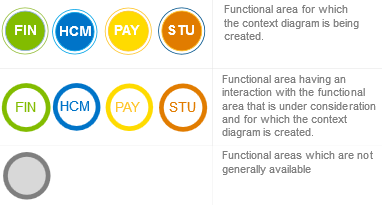 FIN HCM PAY STU
Functional area for which
the context diagram is being
created.
FIN HCM PAY STU
Functional area having an
interaction with the functional
area that is under consideration
and for which the context
diagram is created.
Functional areas which are not
generally available